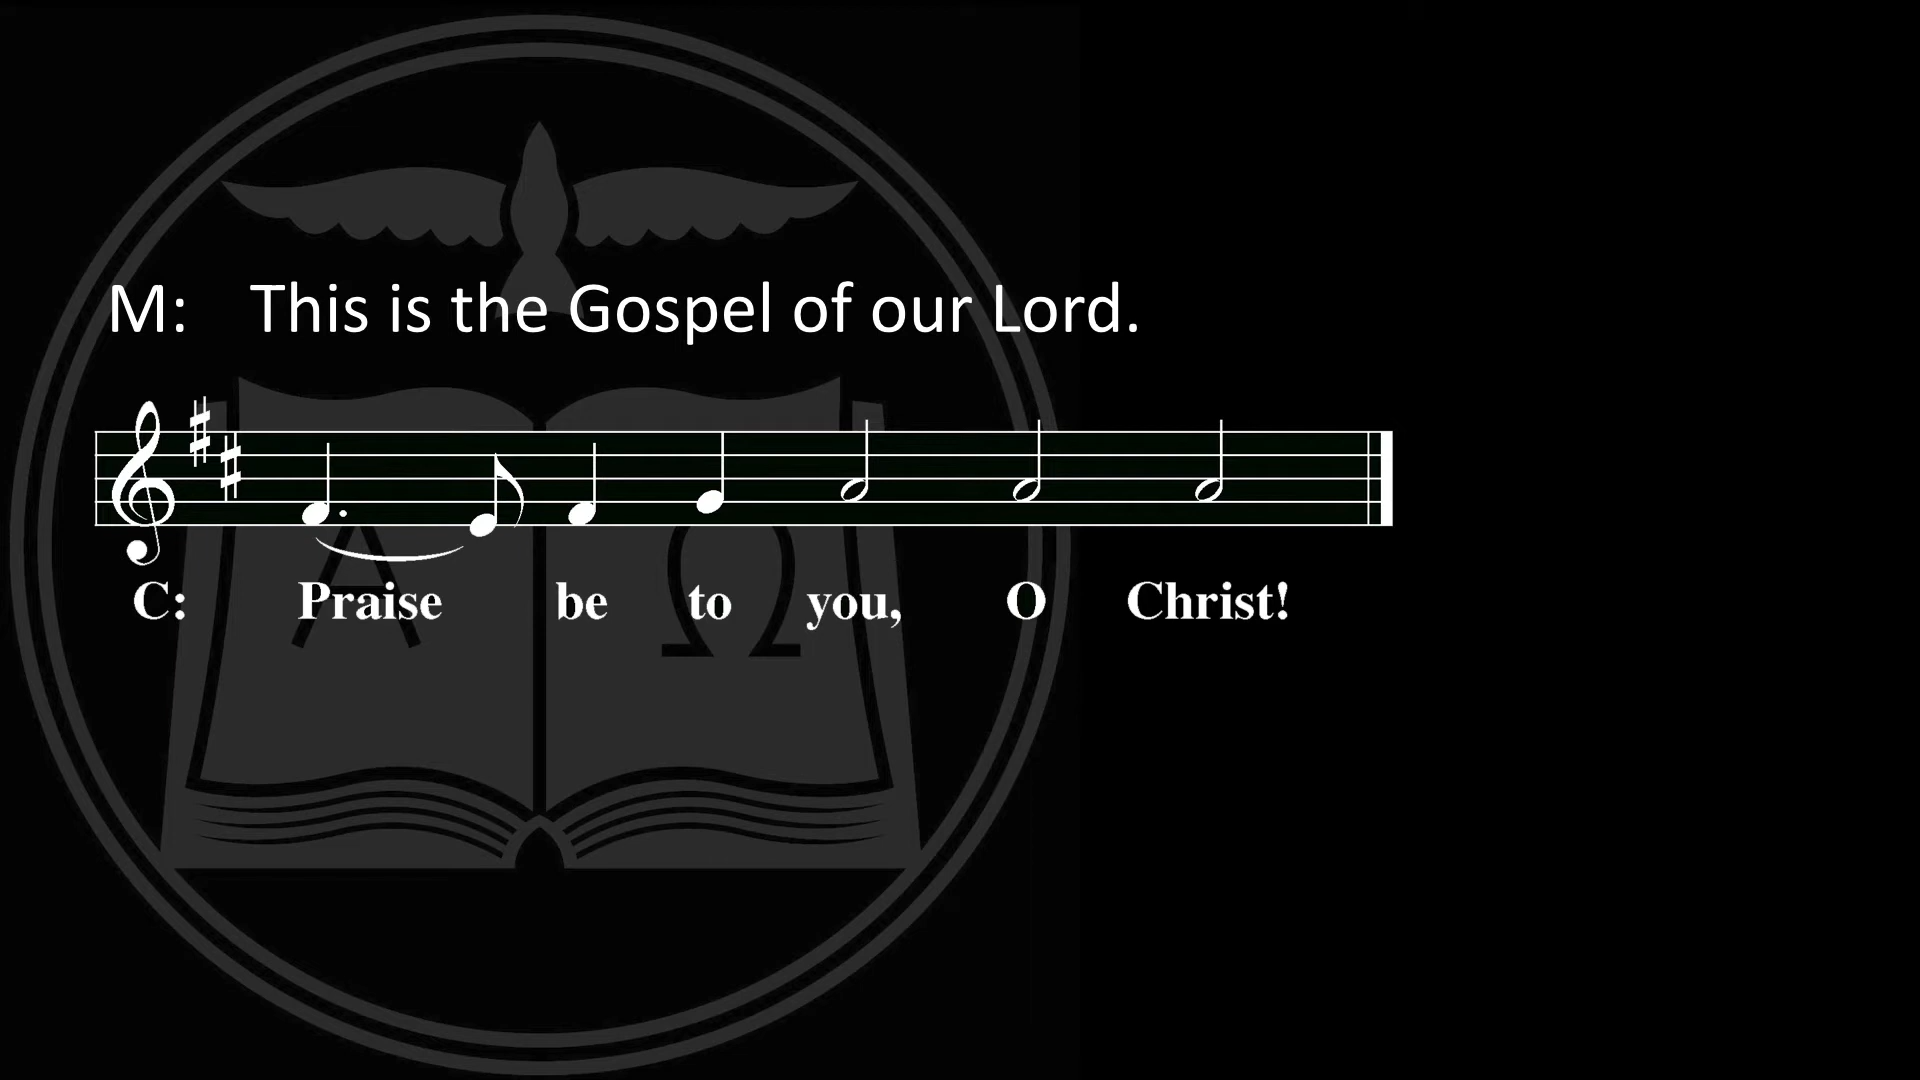 M: This is the Gospel of our Lord.
C: Praise be to you, O Christ!
Α Ω